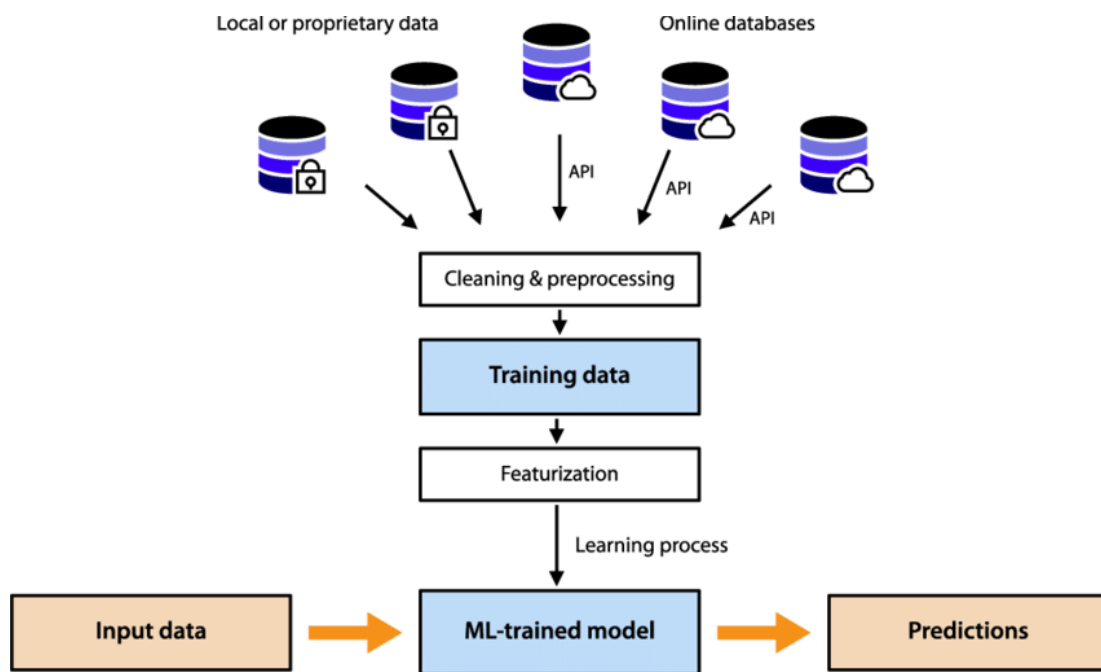 Local or proprietary data
Online databases
API
API
API
Cleaning & preprocessing
Training data
Featurization
Learning process
Input data
ML-trained model
Predictions